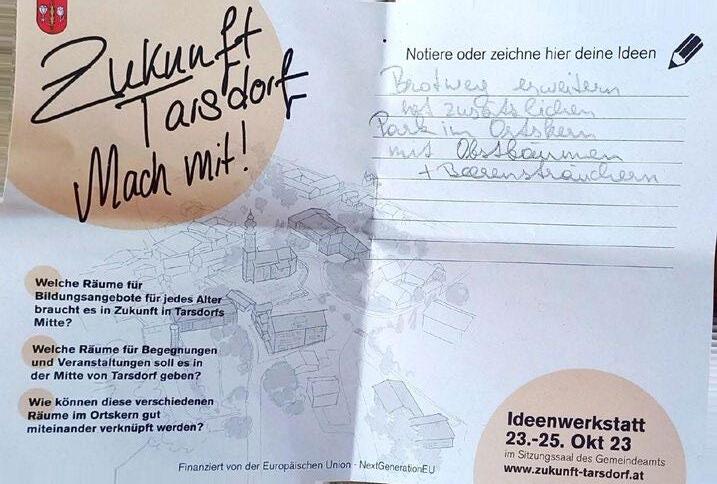 Zukunft
Tarsdorf
Mach mit!
Welche Räume für
Bildungsangebote für jedes Alter
braucht es in Zukunft in Tarsdorfs
Mitte?
Welche Räume für Begegnungen
und Veranstaltungen soll es in
der Mitte von Tarsdorf geben?
Wie können diese verschiedenen
Räume im Ortskern gut
miteinander verknüpft werden?
Finanziert von der Europäischen Union - NextGenerationEU
Notiere oder zeichne hier deine Ideen
Brotweg erweitern
zusätzlichen
Park im Ortskern
mit Obstbäumen
+ Beerensträuchern
Ideenwerkstatt
23.-25. Okt 23
im Sitzungssaal des Gemeindeamts
www.zukunft-tarsdorf.at